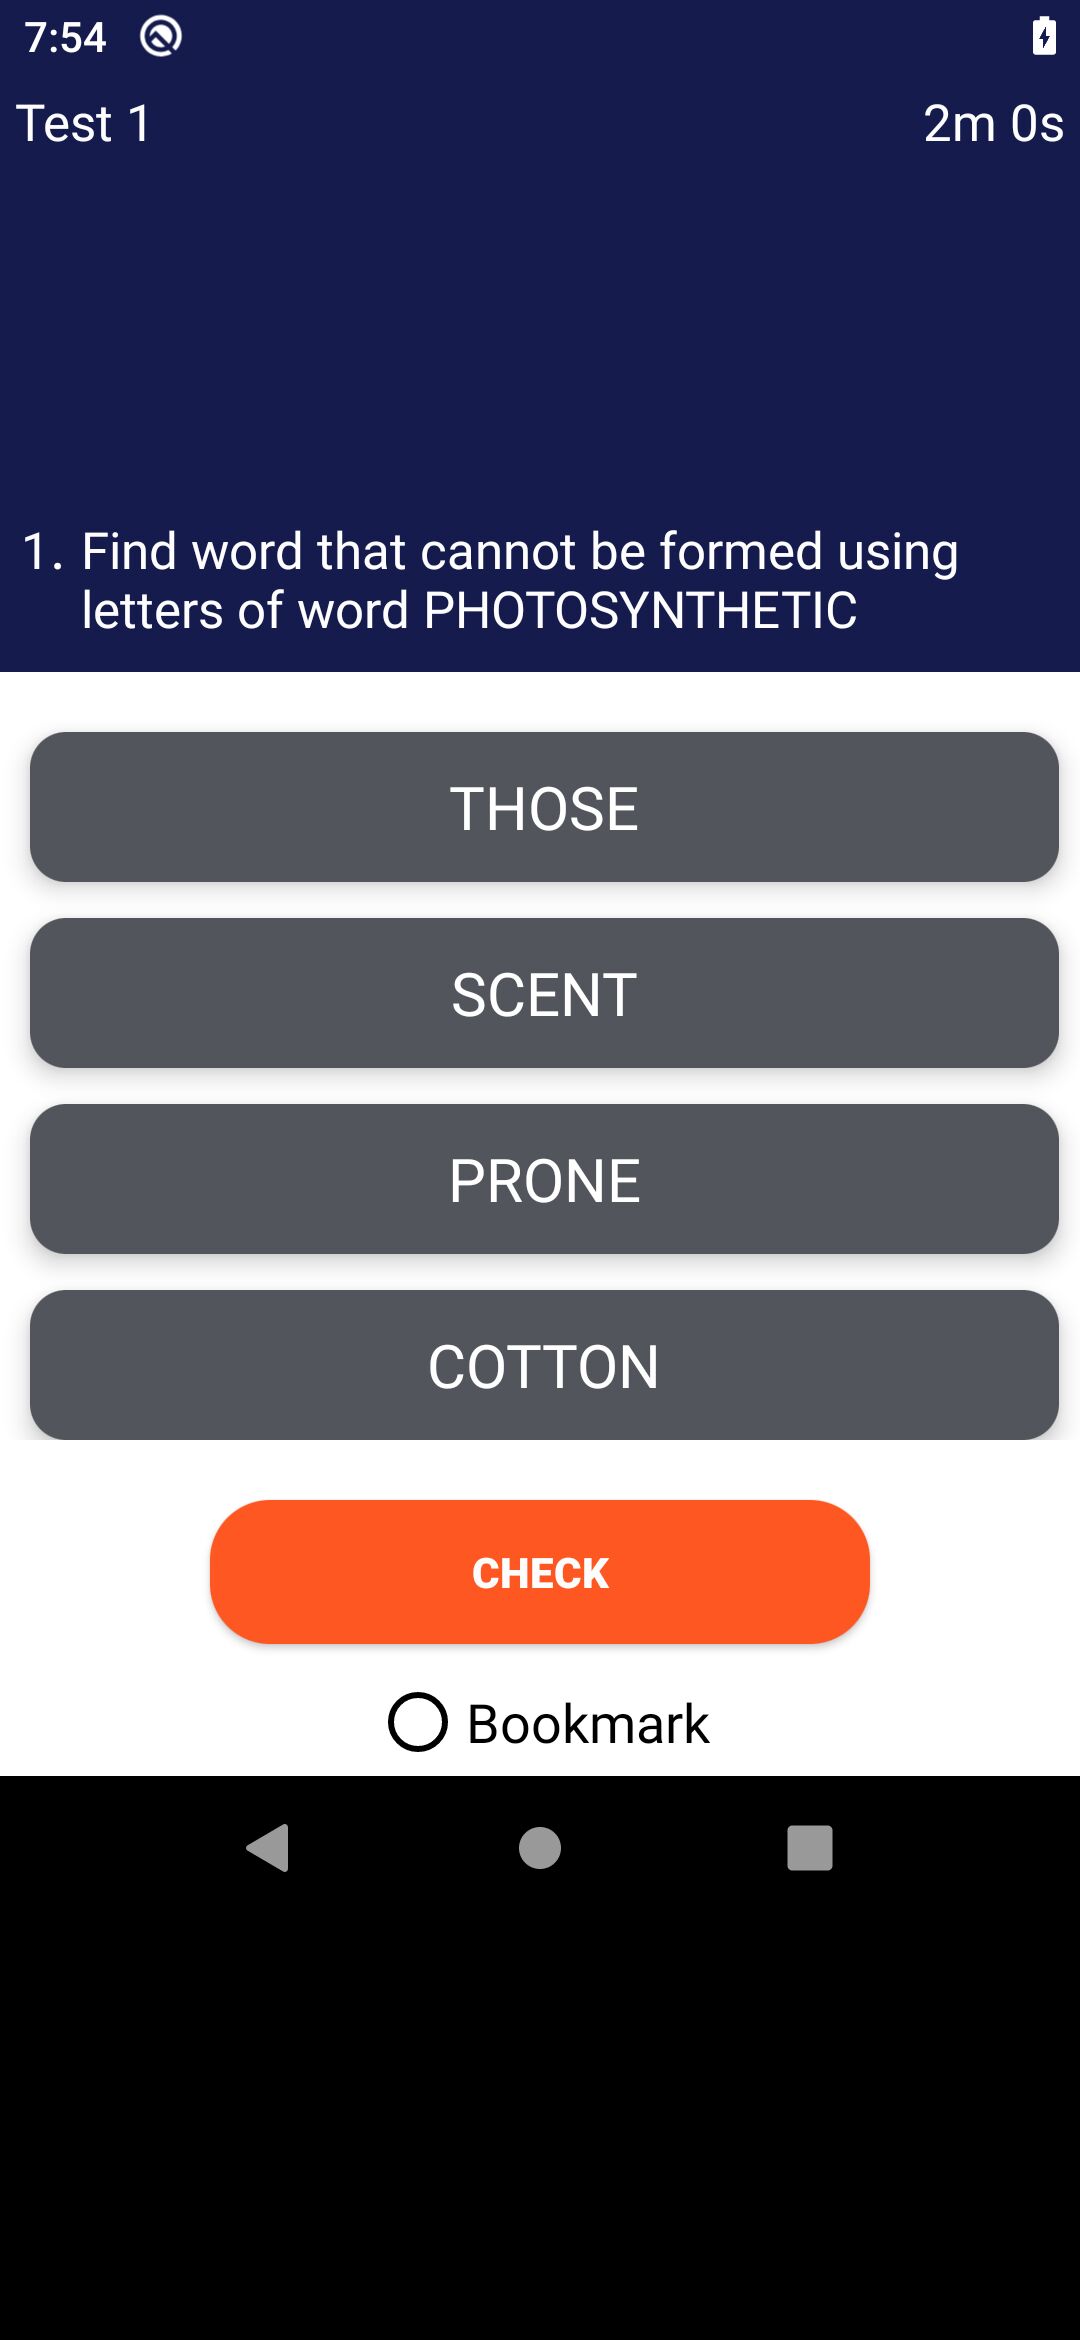 7:54
Test 1 2m 0s
1. Find word that cannot be formed using
letters of word PHOTOSYNTHETIC
THOSE
SCENT
PRONE
COTTON
CHECK
Bookmark